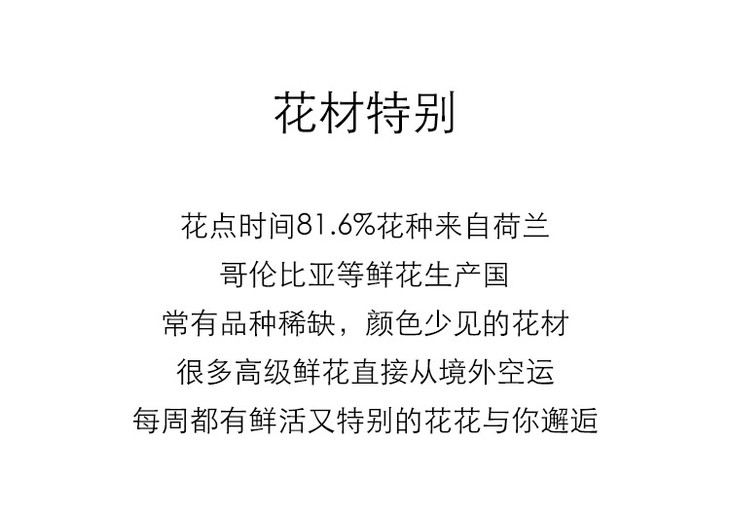 花材特别
花点时间81.6%花种来自荷兰
哥伦比亚等鲜花生产国
常有品种稀缺，颜色少见的花材
很多高级鲜花直接从境外空运
每周都有鲜活又特别的花花与你邂逅